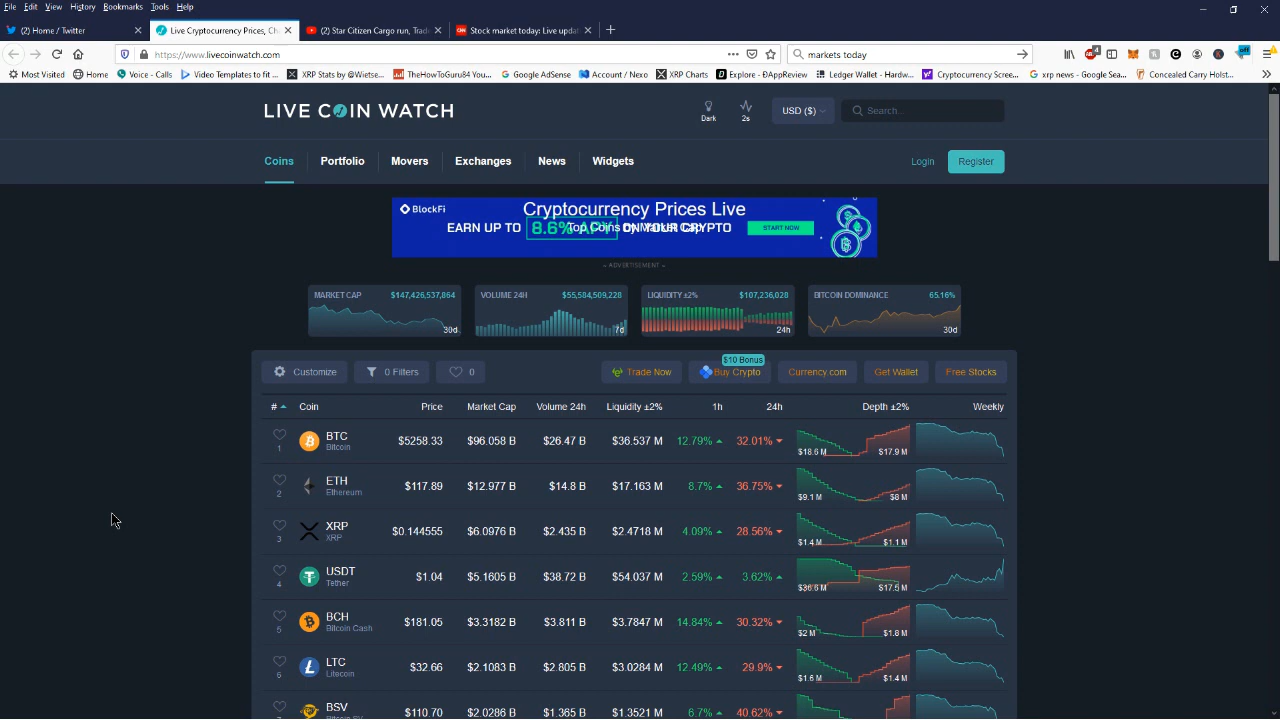 File Edit View History Bookmarks Tools Help
(2) Home / Twitter
Live Cryptocurrency Prices, Ch
(2) Star Citizen Cargo run, Trad
Stock market today: Live updat
https://www.livecoinwatch.com
markets today
4
off
Most Visited Home Voice - Calls Video Templates to fit ... XRP Stats by @Wietse... TheHowToGuru84 You... Google AdSense Account / Nexo XRP Charts Explore - DAppReview Ledger Wallet - Hardw... Cryptocurrency Scree... xrp news - Google Sea... Concealed Carry Holst...
LIVE COIN WATCH
Dark
2s
USD ($)
Search...
Coins Portfolio Movers Exchanges News Widgets
Login Register
BlockFi
Cryptocurrency Prices Live
EARN UP TO 8.6% APY ON YOUR CRYPTO
Top Coins by Market Cap
START NOW
~ ADVERTISEMENT ~
MARKET CAP $147,426,537,864 30d
VOLUME 24H $55,584,509,228 7d
LIQUIDITY ±2% $107,236,028 24h
BITCOIN DOMINANCE 65.16% 30d
Customize 0 Filters 0
$10 Bonus
Trade Now Buy Crypto Currency.com Get Wallet Free Stocks
# Coin Price Market Cap Volume 24h Liquidity ±2% 1h 24h Depth ±2% Weekly
1 BTC Bitcoin $5258.33 $96.058 B $26.47 B $36.537 M 12.79% 32.01% $18.6 M $17.9 M
2 ETH Ethereum $117.89 $12.977 B $14.8 B $17.163 M 8.7% 36.75% $9.1 M $8 M
3 XRP XRP $0.144555 $6.0976 B $2.435 B $2.4718 M 4.09% 28.56% $1.4 M $1.1 M
4 USDT Tether $1.04 $5.1605 B $38.72 B $54.037 M 2.59% 3.62% $36.6 M $17.5 M
5 BCH Bitcoin Cash $181.05 $3.3182 B $3.811 B $3.7847 M 14.84% 30.32% $2 M $1.8 M
6 LTC Litecoin $32.66 $2.1083 B $2.805 B $3.0284 M 12.49% 29.9% $1.6 M $1.4 M
BSV $110.70 $2.0286 B $1.365 B $1.3521 M 6.7% 40.62%